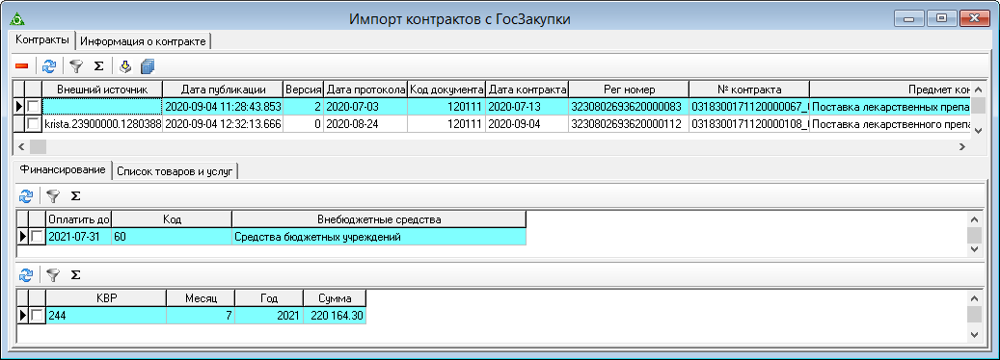 Импорт контрактов с ГосЗакупки
Контракты Информация о контракте
Σ
Внешний источник Дата публикации Версия Дата протокола Код документа Дата контракта Рег номер № контракта Предмет кон
2020-09-04 11:28:43.853 2 2020-07-03 120111 2020-07-13 3230802693620000083 0318300171120000067_ Поставка лекарственных препа
krista.23900000.1280388 2020-09-04 12:32:13.666 0 2020-08-24 120111 2020-09-04 3230802693620000112 0318300171120000108_ Поставка лекарственного препа
Финансирование Список товаров и услуг
Σ
Оплатить до Код Внебюджетные средства
2021-07-31 60 Средства бюджетных учреждений
Σ
КВР Месяц Год Сумма
244 7 2021 220 164.30